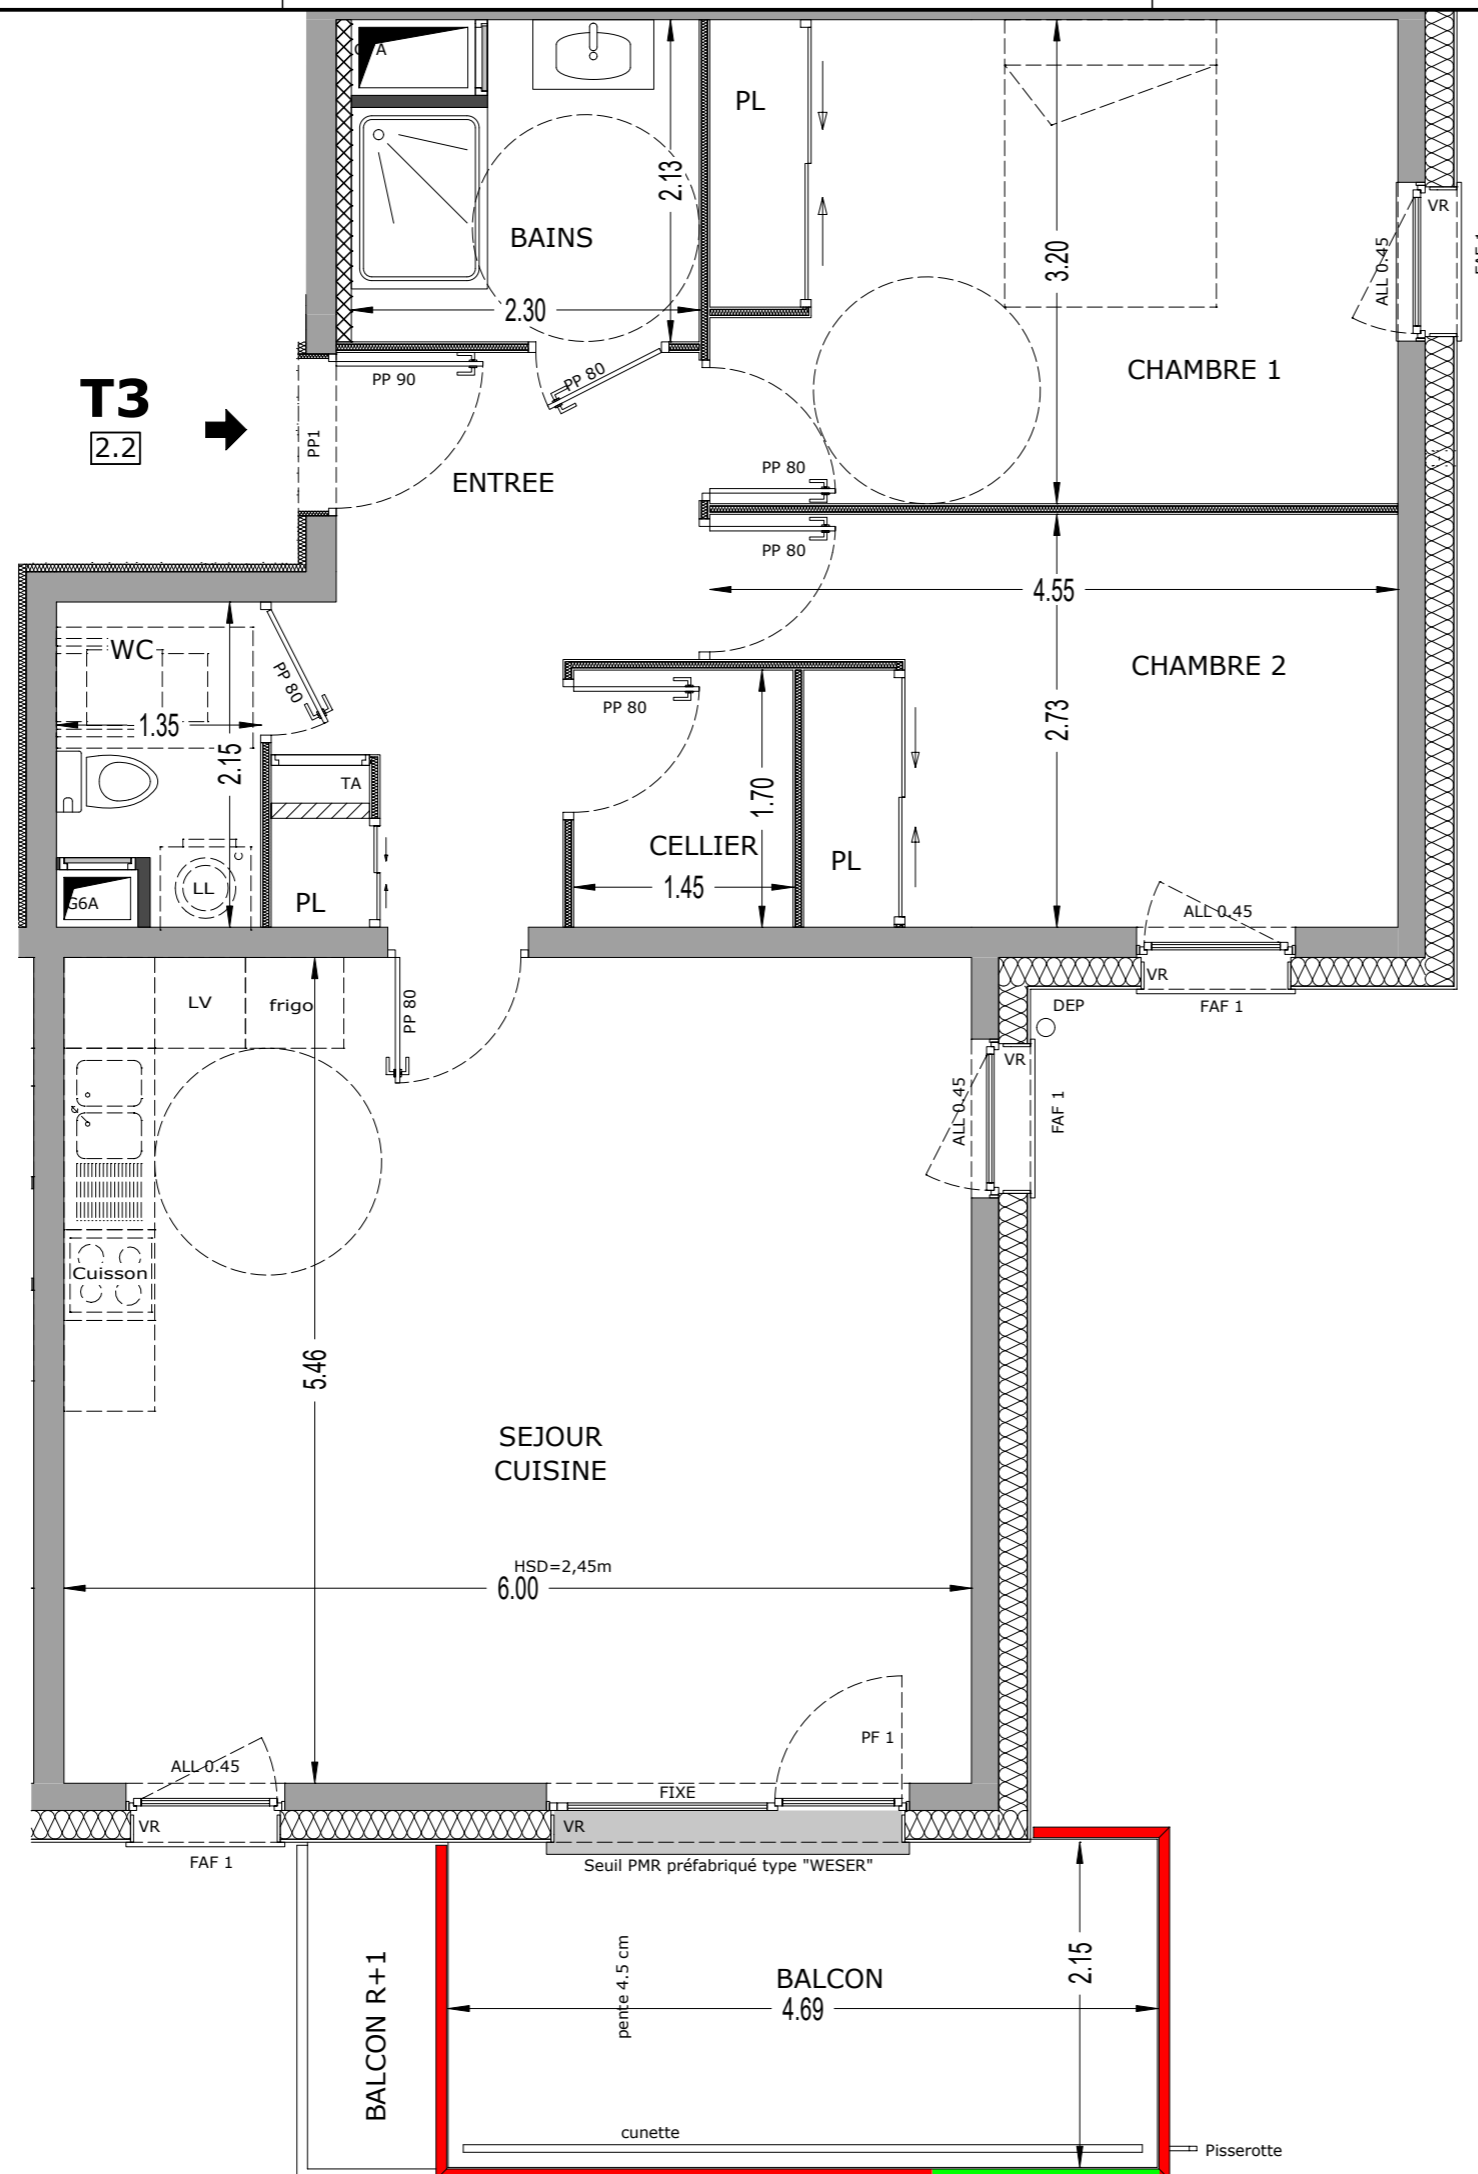 PL
2.13
BAINS
2.30
3.20
VR
ALL 0.45
CHAMBRE 1
T3
2.2
PP1
PP 90
PP 80
ENTREE
PP 80
PP 80
4.55
CHAMBRE 2
2.73
WC
PP 80
1.35
2.15
TA
PP 80
1.70
CELLIER
1.45
PL
LL
C
G6A
PL
ALL 0.45
VR
FAF 1
DEP
LV
frigo
PP 80
VR
ALL 0.45
FAF 1
Cuisson
5.46
SEJOUR
CUISINE
HSD=2,45m
6.00
PF 1
ALL 0.45
FIXE
VR
VR
FAF 1
Seuil PMR préfabriqué type "WESER"
BALCON R+1
pente 4.5 cm
BALCON
4.69
2.15
cunette
Pisserotte